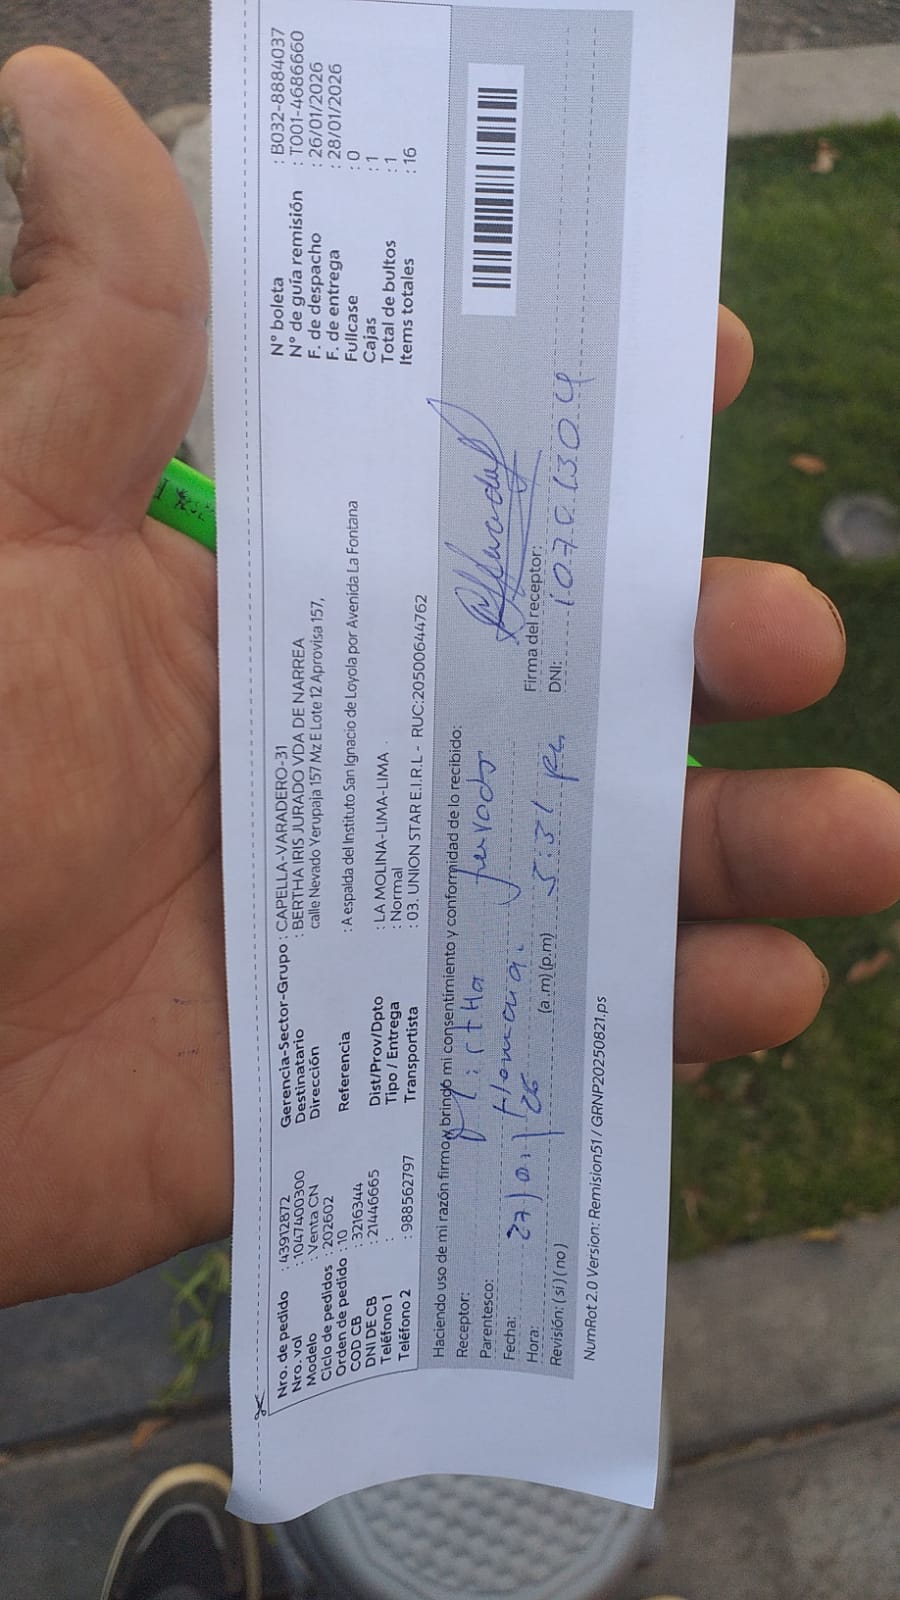 Nro. de pedido : 43912872
Nro. vol : 1047400300
Modelo : Venta CN
Ciclo de pedidos : 202602
Orden de pedido : 10
COD CB : 3216344
DNI DE CB : 21446665
Teléfono 1 :
Teléfono 2 : 988562797
Gerencia-Sector-Grupo : CAPELLA-VARADERO-31
Destinatario : BERTHA IRIS JURADO VDA DE NARREA
Dirección calle Nevado Yerupaja 157 Mz E Lote 12 Aprovisa 157,
Referencia : A espalda del Instituto San Ignacio de Loyola por Avenida La Fontana
Dist/Prov/Dpto : LA MOLINA-LIMA-LIMA
Tipo / Entrega : Normal
Transportista : 03. UNION STAR E.I.R.L - RUC:20500644762
N° boleta : B032-8884037
N° de guía remisión : T001-4686660
F. de despacho : 26/01/2026
F. de entrega : 28/01/2026
Fullcase : 0
Cajas : 1
Total de bultos : 1
Items totales : 16
Haciendo uso de mi razón firmo y brindo mi consentimiento y conformidad de lo recibido:
Receptor: Jurado
Parentesco: Hermana.
Fecha: 27/01/26
Hora: (a.m)(p.m) 5:31 Pm
Revisión: (si) (no)
Firma del receptor:
DNI:
NumRot 2.0 Version: Remision51 / GRNP20250821.ps